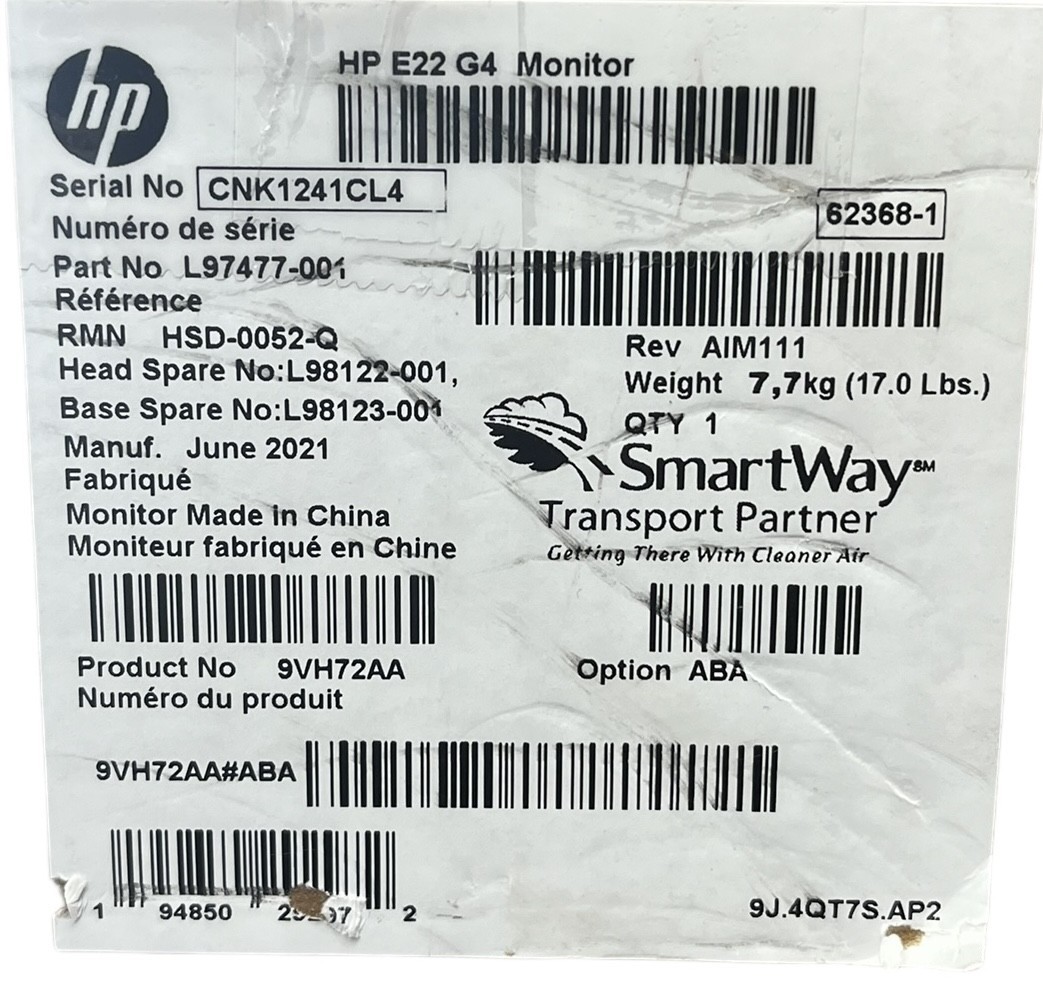 hp
HP E22 G4 Monitor
Serial No CNK1241CL4
Numéro de série
62368-1
Part No L97477-001
Référence
RMN HSD-0052-Q
Rev AIM111
Head Spare No:L98122-001,
Weight 7,7kg (17.0 Lbs.)
Base Spare No:L98123-001
QTY 1
Manuf. June 2021
SmartWay℠
Fabriqué
Monitor Made in China
Transport Partner
Moniteur fabriqué en Chine
Getting There With Cleaner Air
Product No 9VH72AA
Option ABA
Numéro du produit
9VH72AA#ABA
1 94850 2
9J.4QT7S.AP2